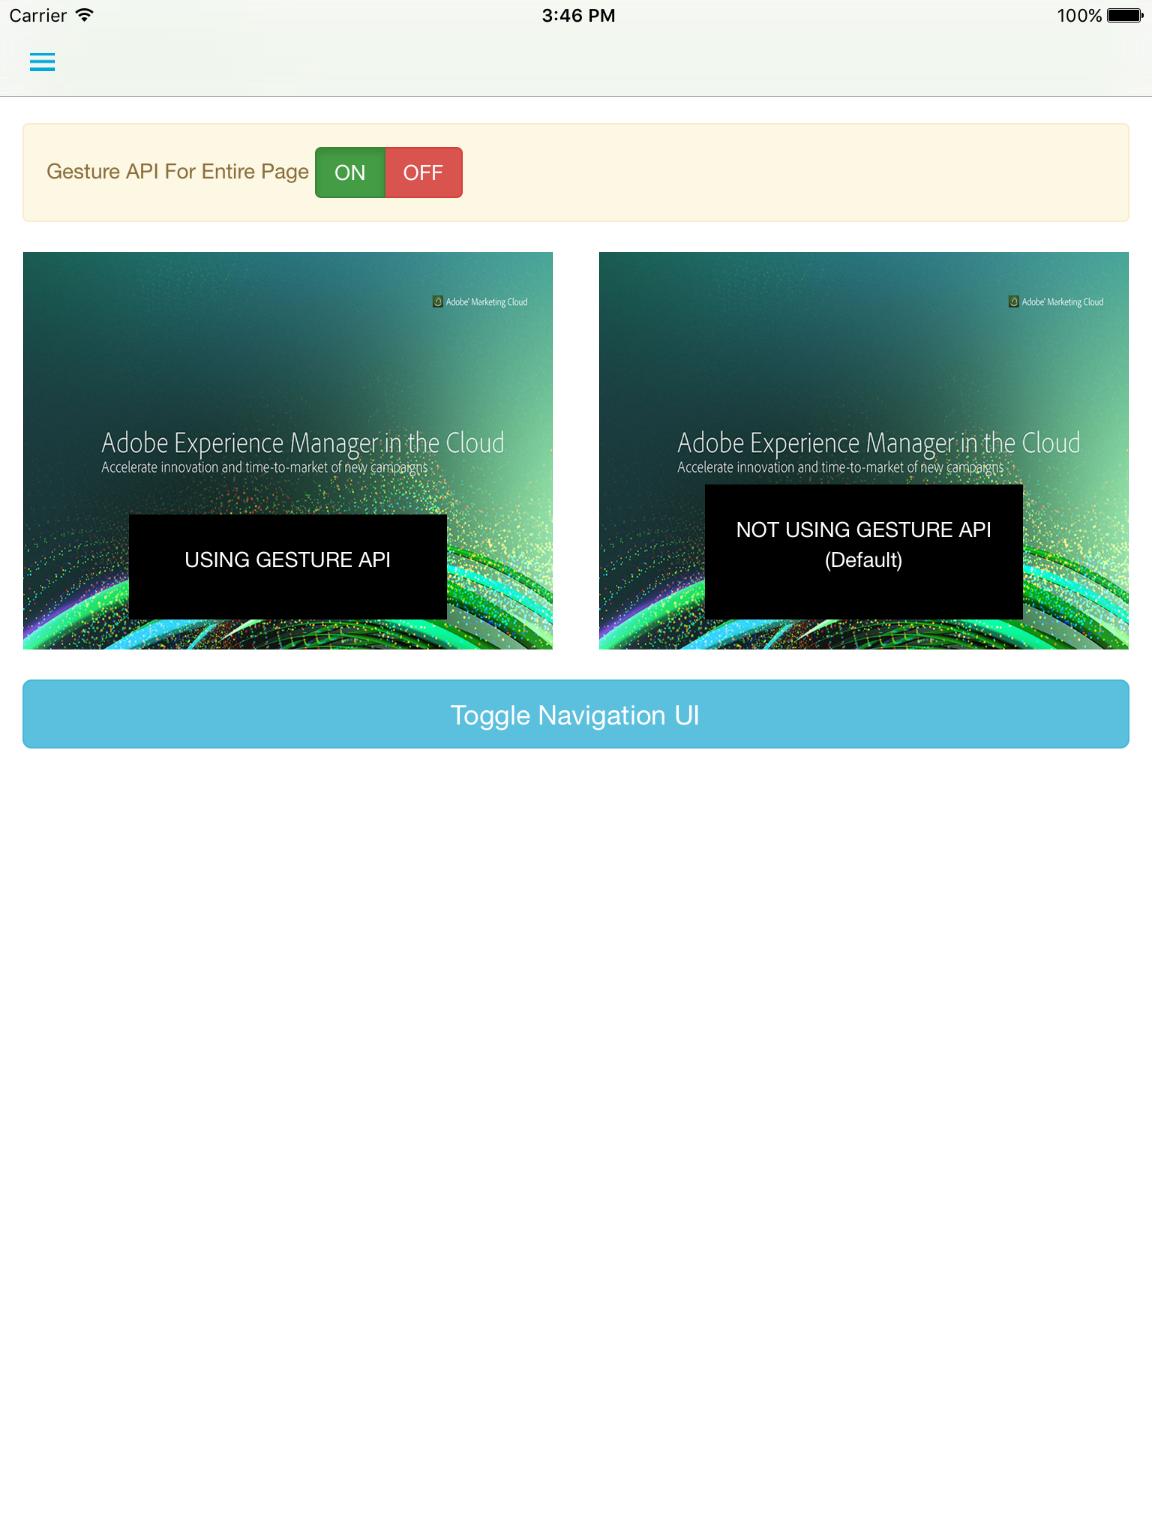 Carrier 3:46 PM 100%
Gesture API For Entire Page ON OFF
Adobe® Marketing Cloud
Adobe Experience Manager in the Cloud
Accelerate innovation and time-to-market of new campaigns
USING GESTURE API
Adobe® Marketing Cloud
Adobe Experience Manager in the Cloud
Accelerate innovation and time-to-market of new campaigns
NOT USING GESTURE API
(Default)
Toggle Navigation UI